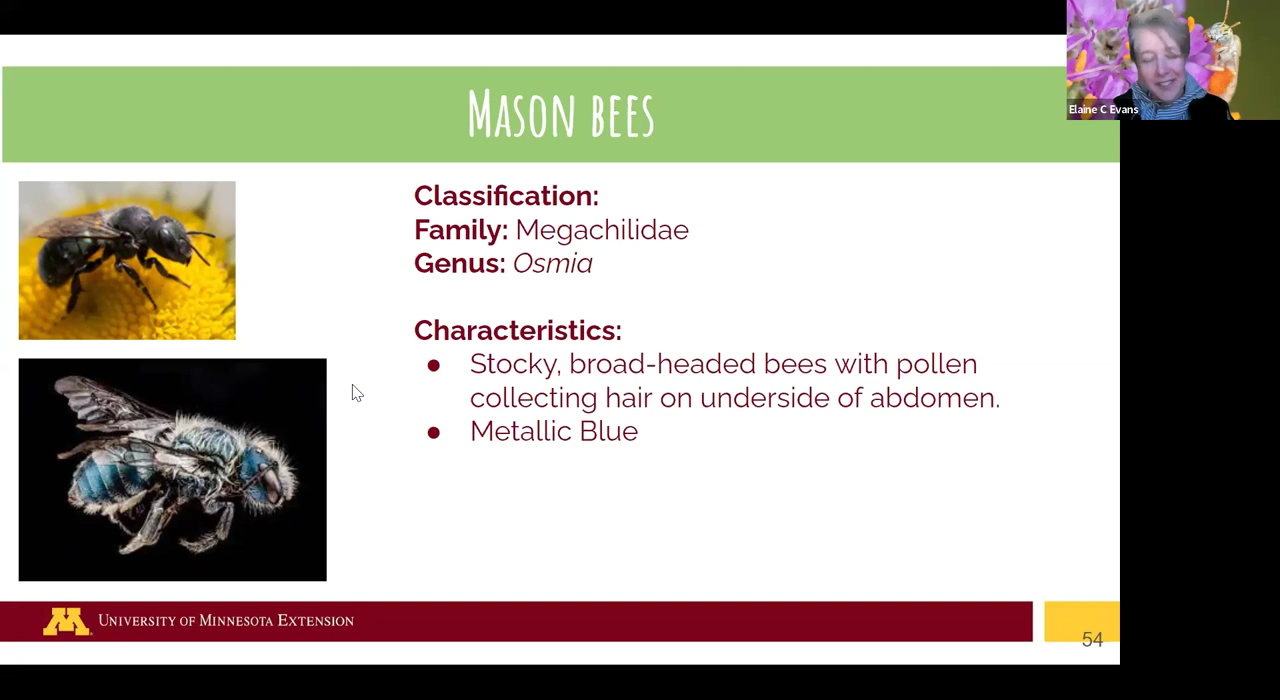 Elaine C Evans
MASON BEES
Classification:
Family: Megachilidae
Genus: Osmia
Characteristics:
● Stocky, broad-headed bees with pollen
collecting hair on underside of abdomen.
● Metallic Blue
M
UNIVERSITY OF MINNESOTA EXTENSION
54